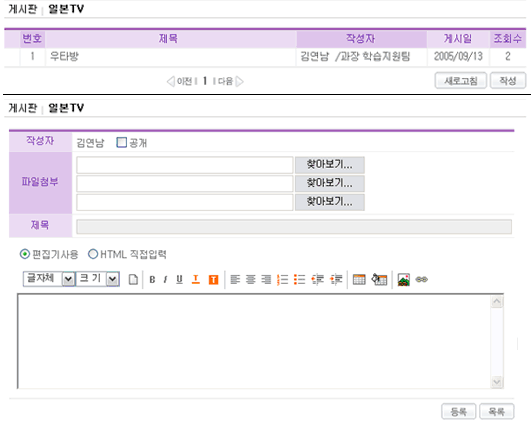 게시판 | 일본TV
번호 제목 작성자 게시일 조회수
1 우타방 김연남 /과장 학습지원팀 2005/09/13 2
이전 | 1 | 다음
새로고침 작성
게시판 | 일본TV
작성자 김연남 공개
파일첨부 찾아보기...
찾아보기...
찾아보기...
제목
편집기사용 HTML 직접입력
글자체 크기 B I U T T
등록 목록